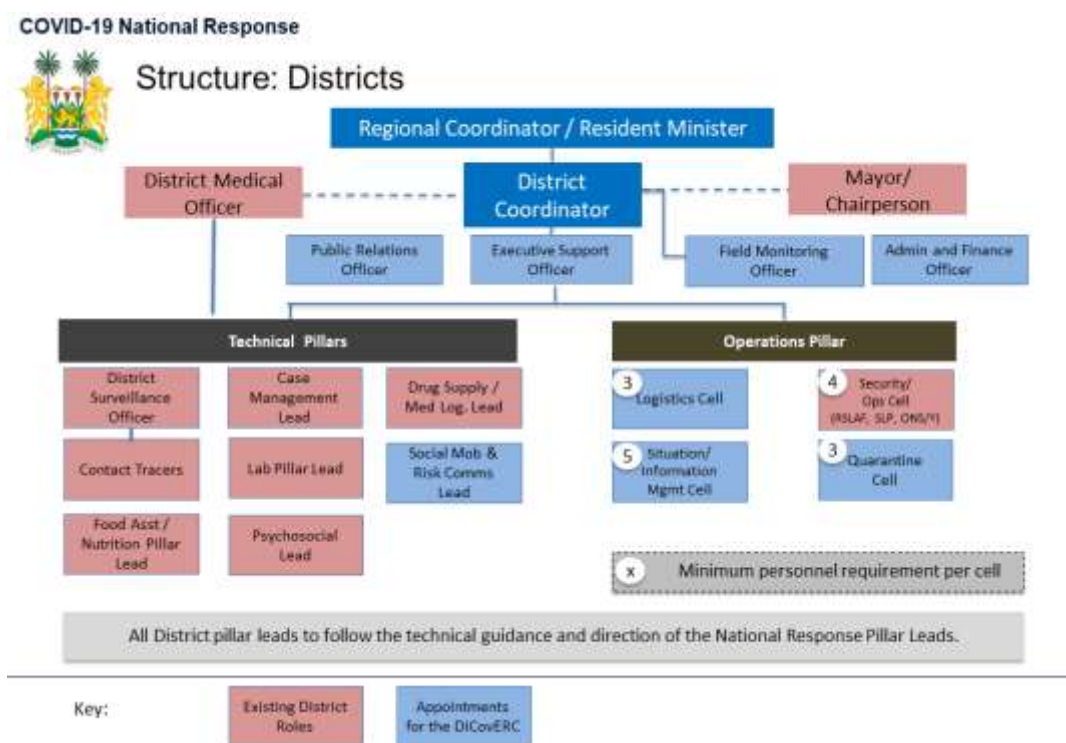 COVID-19 National Response
Structure: Districts
Regional Coordinator / Resident Minister
District Medical
Officer
District
Coordinator
Mayor/
Chairperson
Public Relations
Officer
Executive Support
Officer
Field Monitoring
Officer
Admin and Finance
Officer
Technical Pillars
District
Surveillance
Officer
Case
Management
Lead
Drug Supply /
Med Log. Lead
Contact Tracers
Lab Pillar Lead
Social Mob &
Risk Comms
Lead
Food Asst /
Nutrition Pillar
Lead
Psychosocial
Lead
Operations Pillar
3
Logistics Cell
4
Security/
Ops Cell
(RSLAF, SLP, ONS/Y)
5
Situation/
Information
Mgmt Cell
3
Quarantine
Cell
x
Minimum personnel requirement per cell
All District pillar leads to follow the technical guidance and direction of the National Response Pillar Leads.
Key:
Existing District
Roles
Appointments
for the DiCovERC